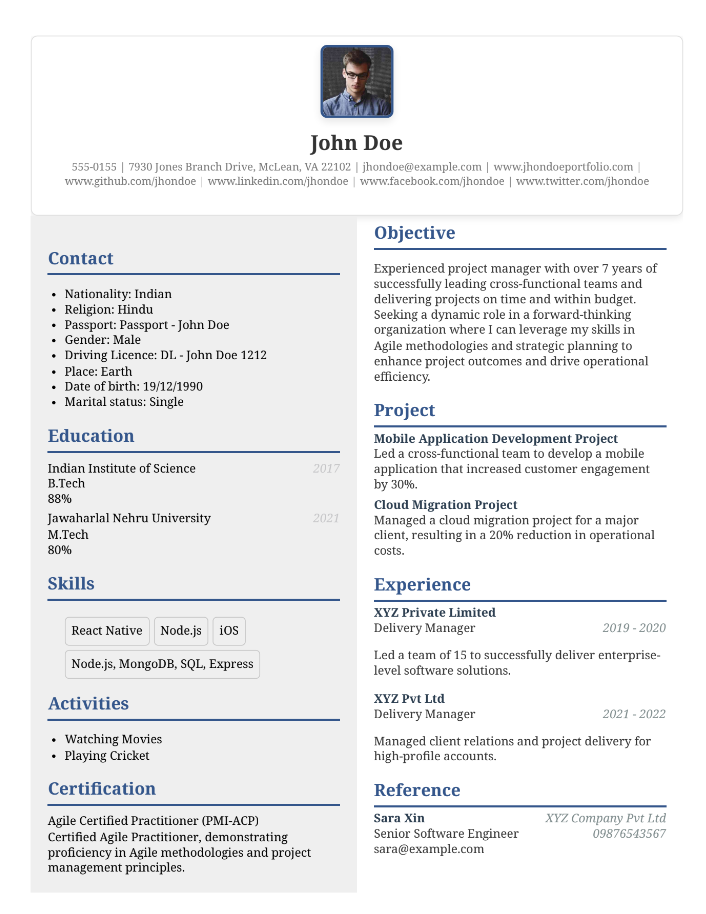 John Doe
555-0155 | 7930 Jones Branch Drive, McLean, VA 22102 | jhondoe@example.com | www.jhondoeportfolio.com |
www.github.com/jhondoe | www.linkedin.com/jhondoe | www.facebook.com/jhondoe | www.twitter.com/jhondoe
Contact
• Nationality: Indian
• Religion: Hindu
• Passport: Passport - John Doe
• Gender: Male
• Driving Licence: DL - John Doe 1212
• Place: Earth
• Date of birth: 19/12/1990
• Marital status: Single
Education
Indian Institute of Science 2017
B.Tech
88%
Jawaharlal Nehru University 2021
M.Tech
80%
Skills
React Native Node.js iOS
Node.js, MongoDB, SQL, Express
Activities
• Watching Movies
• Playing Cricket
Certification
Agile Certified Practitioner (PMI-ACP)
Certified Agile Practitioner, demonstrating
proficiency in Agile methodologies and project
management principles.
Objective
Experienced project manager with over 7 years of
successfully leading cross-functional teams and
delivering projects on time and within budget.
Seeking a dynamic role in a forward-thinking
organization where I can leverage my skills in
Agile methodologies and strategic planning to
enhance project outcomes and drive operational
efficiency.
Project
Mobile Application Development Project
Led a cross-functional team to develop a mobile
application that increased customer engagement
by 30%.
Cloud Migration Project
Managed a cloud migration project for a major
client, resulting in a 20% reduction in operational
costs.
Experience
XYZ Private Limited
Delivery Manager 2019 - 2020
Led a team of 15 to successfully deliver enterprise-
level software solutions.
XYZ Pvt Ltd
Delivery Manager 2021 - 2022
Managed client relations and project delivery for
high-profile accounts.
Reference
Sara Xin XYZ Company Pvt Ltd
Senior Software Engineer 09876543567
sara@example.com